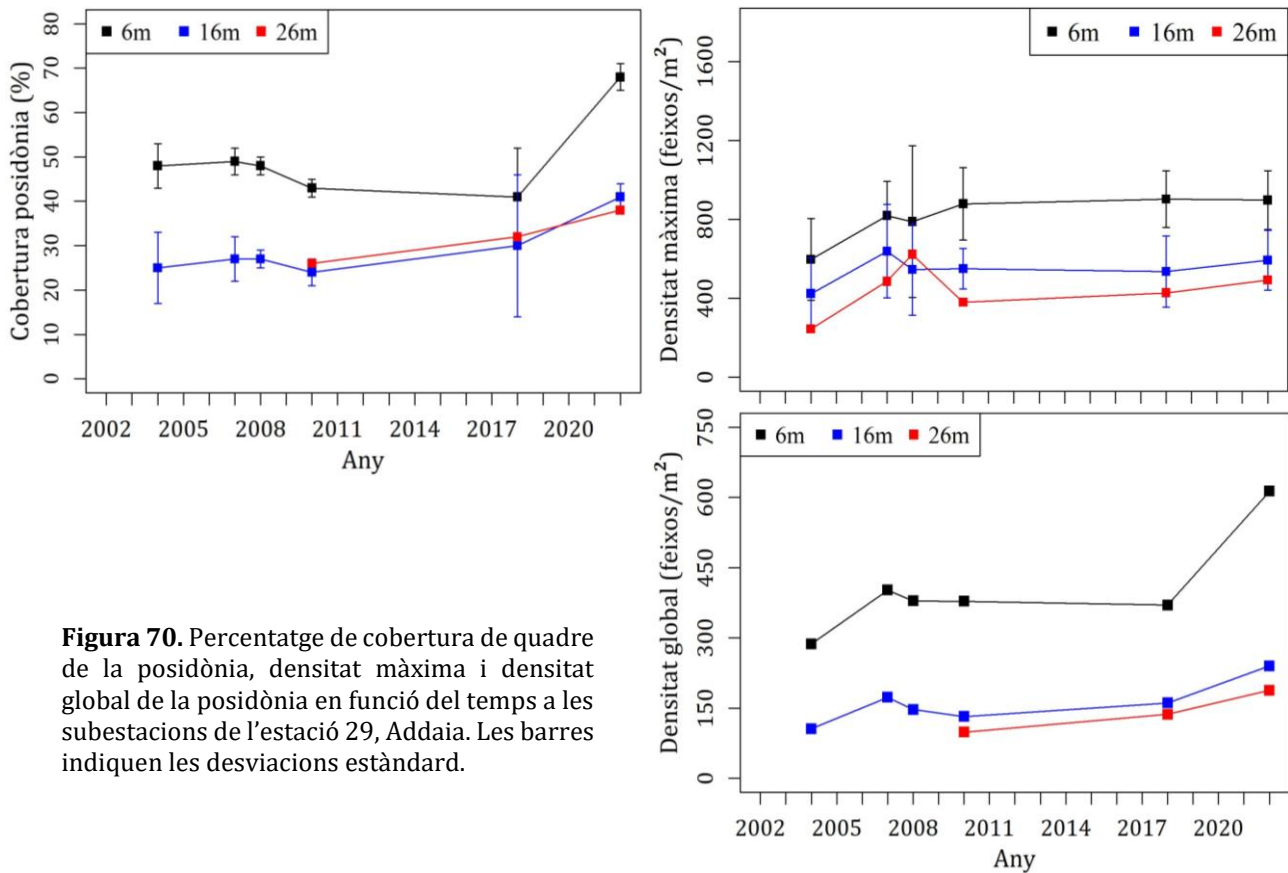 6m 16m 26m
Cobertura posidònia (%)
80
70
60
50
40
30
20
10
0
2002 2005 2008 2011 2014 2017 2020
Any
6m 16m 26m
Densitat màxima (feixos/m²)
1600
1200
800
400
0
6m 16m 26m
Densitat global (feixos/m²)
750
600
450
300
150
0
2002 2005 2008 2011 2014 2017 2020
Any
Figura 70. Percentatge de cobertura de quadre
de la posidònia, densitat màxima i densitat
global de la posidònia en funció del temps a les
subestacions de l’estació 29, Addaia. Les barres
indiquen les desviacions estàndard.